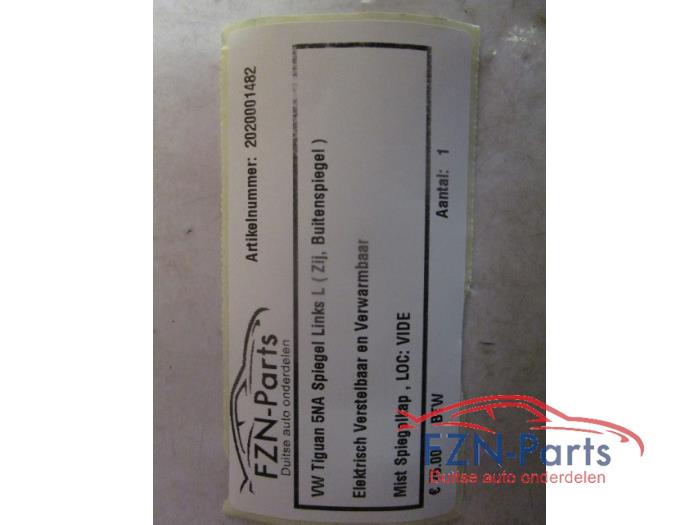 FZN-Parts
Duitse auto onderdelen
Artikelnummer: 2020001482
VW Tiguan 5NA Spiegel Links L ( Zij, Buitenspiegel )
Elektrisch Verstelbaar en Verwarmbaar
Mist Spiegelkap , LOC: VIDE
€ BTW
Aantal: 1
FZN-Parts
Duitse auto onderdelen